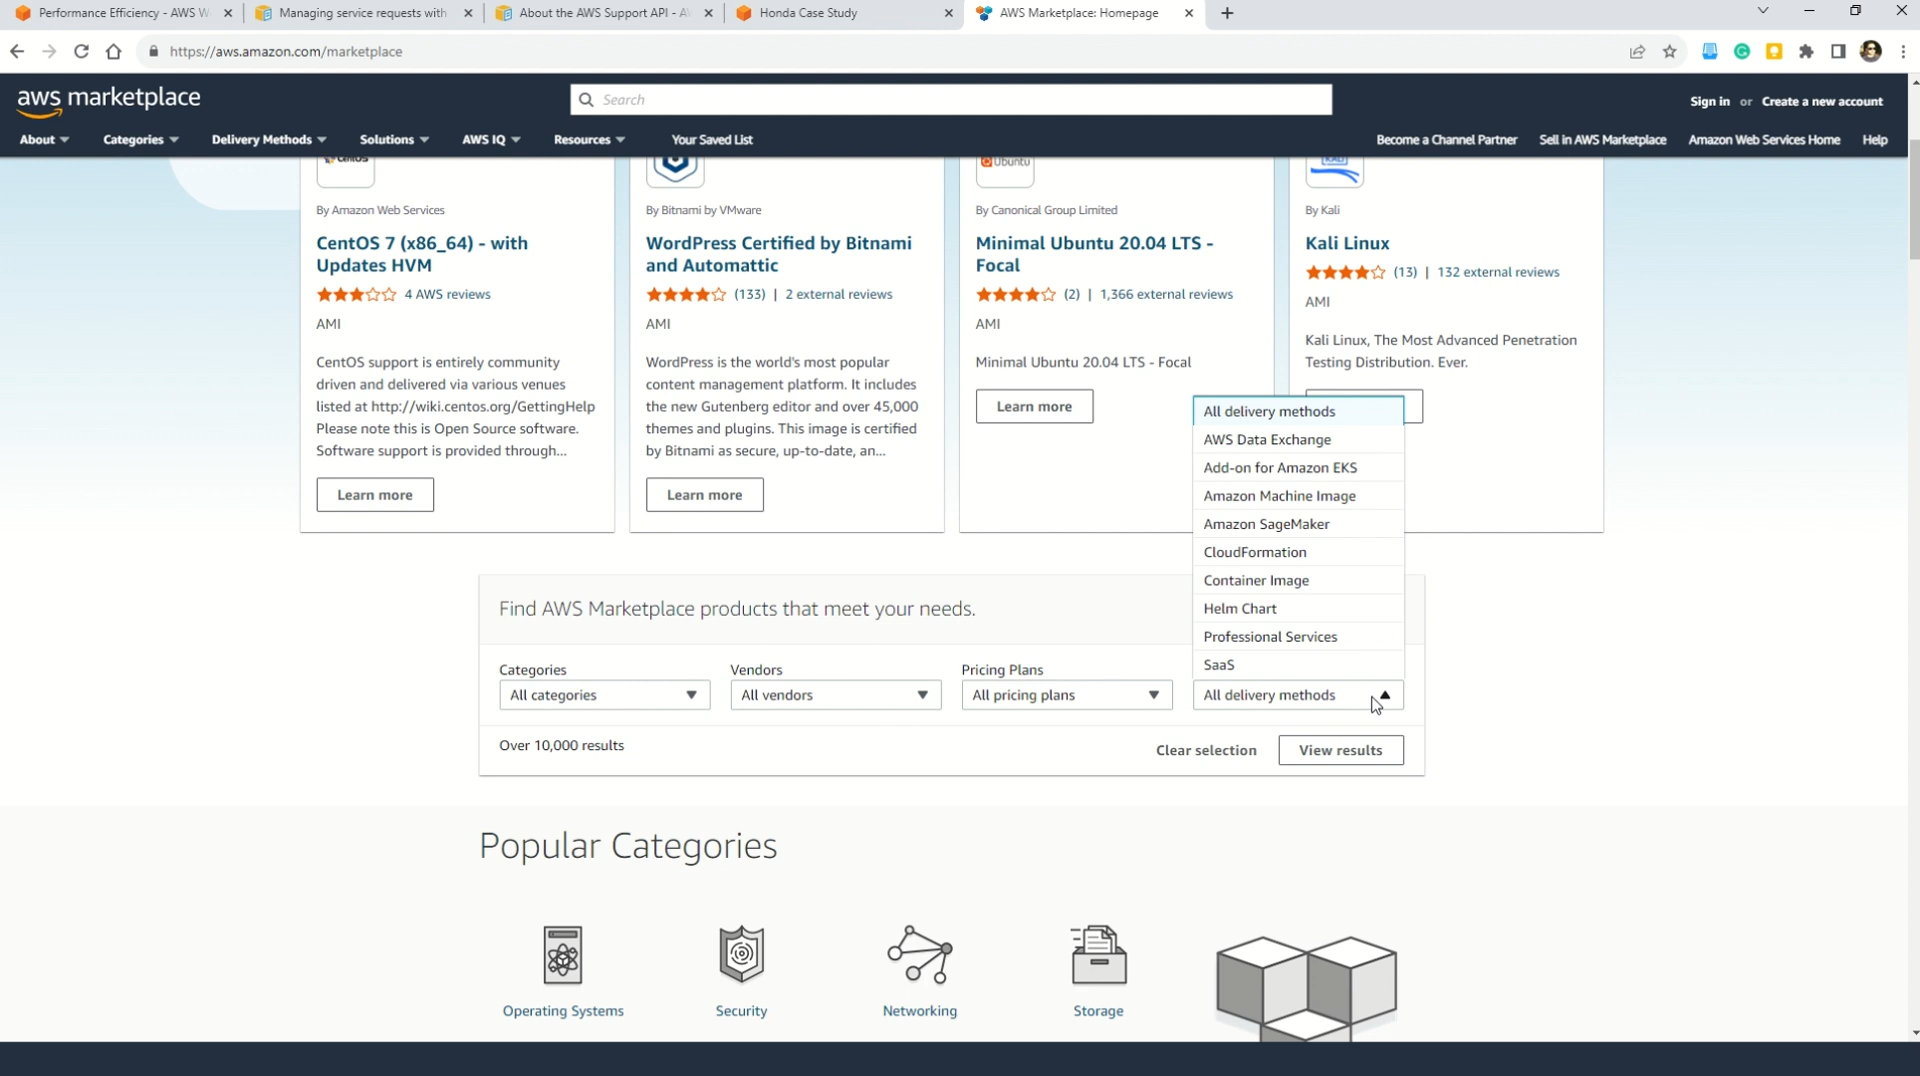 Performance Efficiency - AWS W
Managing service requests with
About the AWS Support API - A
Honda Case Study
AWS Marketplace: Homepage
https://aws.amazon.com/marketplace
aws marketplace
Search
Sign in or Create a new account
About
Categories
Delivery Methods
Solutions
AWS IQ
Resources
Your Saved List
Become a Channel Partner
Sell in AWS Marketplace
Amazon Web Services Home
Help
CentOS
By Amazon Web Services
CentOS 7 (x86_64) - with
Updates HVM
4 AWS reviews
AMI
CentOS support is entirely community
driven and delivered via various venues
listed at http://wiki.centos.org/GettingHelp
Please note this is Open Source software.
Software support is provided through...
Learn more
By Bitnami by VMware
WordPress Certified by Bitnami
and Automattic
(133) | 2 external reviews
AMI
WordPress is the world's most popular
content management platform. It includes
the new Gutenberg editor and over 45,000
themes and plugins. This image is certified
by Bitnami as secure, up-to-date, an...
Learn more
Ubuntu
By Canonical Group Limited
Minimal Ubuntu 20.04 LTS -
Focal
(2) | 1,366 external reviews
AMI
Minimal Ubuntu 20.04 LTS - Focal
Learn more
KALI
By Kali
Kali Linux
(13) | 132 external reviews
AMI
Kali Linux, The Most Advanced Penetration
Testing Distribution. Ever.
All delivery methods
AWS Data Exchange
Add-on for Amazon EKS
Amazon Machine Image
Amazon SageMaker
CloudFormation
Container Image
Helm Chart
Professional Services
SaaS
Find AWS Marketplace products that meet your needs.
Categories
All categories
Vendors
All vendors
Pricing Plans
All pricing plans
All delivery methods
Over 10,000 results
Clear selection
View results
Popular Categories
Operating Systems
Security
Networking
Storage